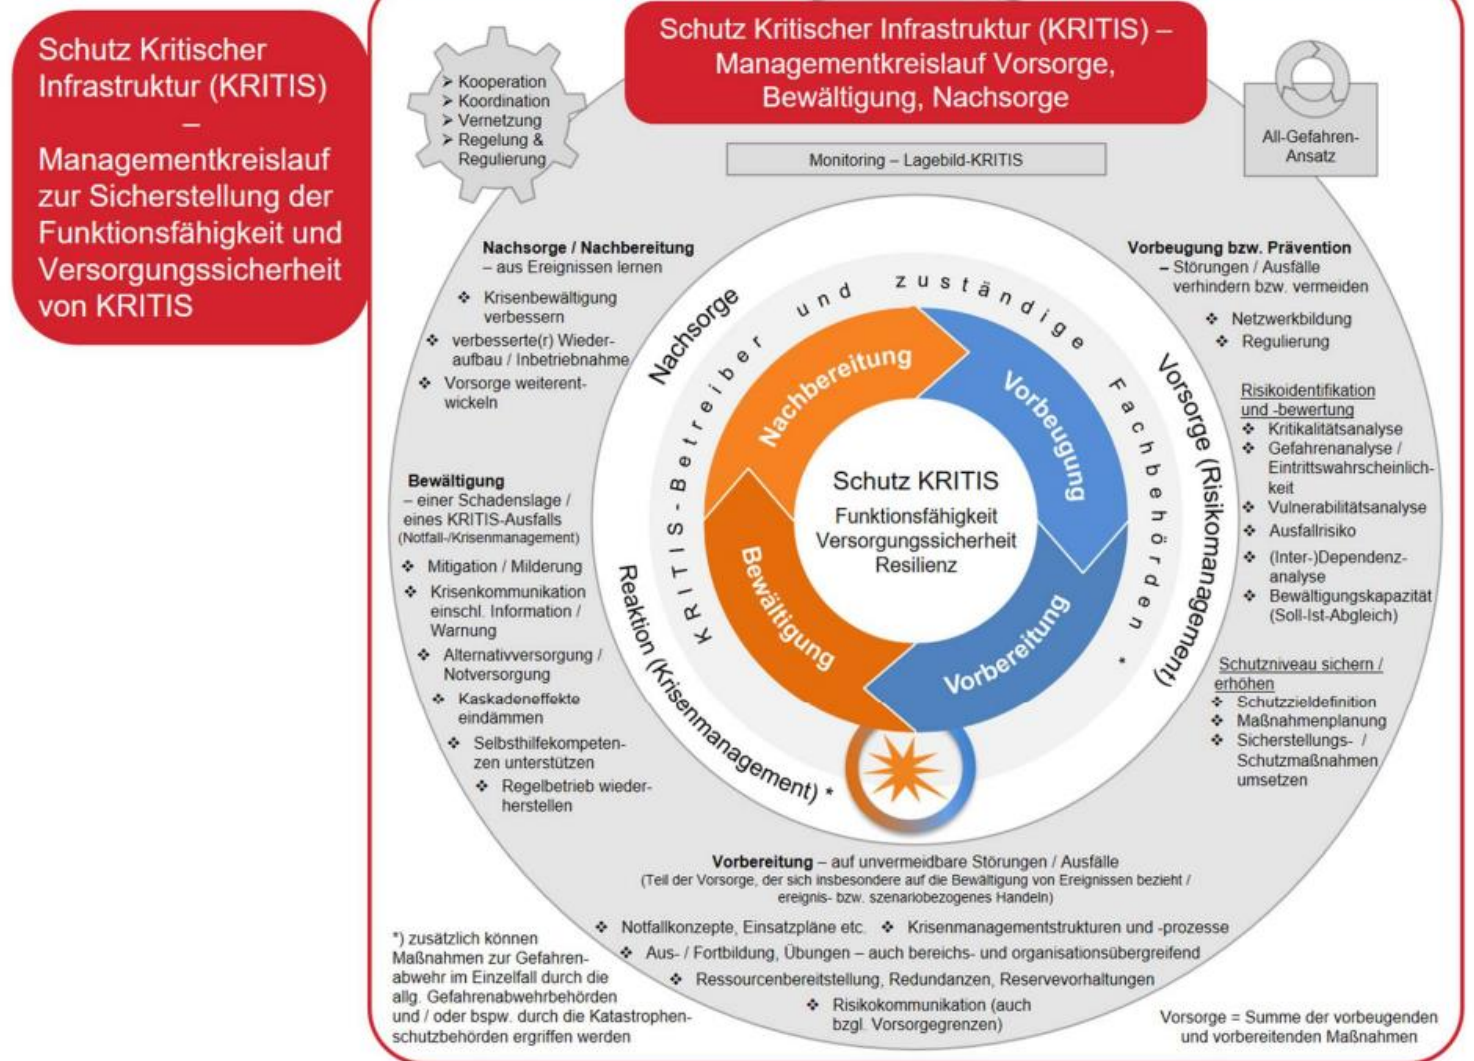 Schutz Kritischer
Infrastruktur (KRITIS)
–
Managementkreislauf
zur Sicherstellung der
Funktionsfähigkeit und
Versorgungssicherheit
von KRITIS
Schutz Kritischer Infrastruktur (KRITIS) –
Managementkreislauf Vorsorge,
Bewältigung, Nachsorge
➢ Kooperation
➢ Koordination
➢ Vernetzung
➢ Regelung &
Regulierung
Monitoring – Lagebild-KRITIS
All-Gefahren-
Ansatz
Nachsorge / Nachbereitung
– aus Ereignissen lernen
❖ Krisenbewältigung
verbessern
❖ verbesserte(r) Wieder-
aufbau / Inbetriebnahme
❖ Vorsorge weiterent-
wickeln
Bewältigung
– einer Schadenslage /
eines KRITIS-Ausfalls
(Notfall-/Krisenmanagement)
❖ Mitigation / Milderung
❖ Krisenkommunikation
einschl. Information /
Warnung
❖ Alternativversorgung /
Notversorgung
❖ Kaskadeneffekte
eindämmen
❖ Selbsthilfekompeten-
zen unterstützen
❖ Regelbetrieb wieder-
herstellen
Nachsorge
Reaktion (Krisenmanagement) *
Vorsorge (Risikomanagement)
KRITIS-Betreiber und zuständige Fachbehörden *
Nachbereitung
Vorbeugung
Vorbereitung
Bewältigung
Schutz KRITIS
Funktionsfähigkeit
Versorgungssicherheit
Resilienz
Vorbeugung bzw. Prävention
– Störungen / Ausfälle
verhindern bzw. vermeiden
❖ Netzwerkbildung
❖ Regulierung
Risikoidentifikation
und -bewertung
❖ Kritikalitätsanalyse
❖ Gefahrenanalyse /
Eintrittswahrscheinlich-
keit
❖ Vulnerabilitätsanalyse
❖ Ausfallrisiko
❖ (Inter-)Dependenz-
analyse
❖ Bewältigungskapazität
(Soll-Ist-Abgleich)
Schutzniveau sichern /
erhöhen
❖ Schutzzieldefinition
❖ Maßnahmenplanung
❖ Sicherstellungs- /
Schutzmaßnahmen
umsetzen
Vorbereitung – auf unvermeidbare Störungen / Ausfälle
(Teil der Vorsorge, der sich insbesondere auf die Bewältigung von Ereignissen bezieht /
ereignis- bzw. szenariobezogenes Handeln)
❖ Notfallkonzepte, Einsatzpläne etc. ❖ Krisenmanagementstrukturen und -prozesse
❖ Aus- / Fortbildung, Übungen – auch bereichs- und organisationsübergreifend
❖ Ressourcenbereitstellung, Redundanzen, Reservevorhaltungen
❖ Risikokommunikation (auch
bzgl. Vorsorgegrenzen)
*) zusätzlich können
Maßnahmen zur Gefahren-
abwehr im Einzelfall durch die
allg. Gefahrenabwehrbehörden
und / oder bspw. durch die Katastrophen-
schutzbehörden ergriffen werden
Vorsorge = Summe der vorbeugenden
und vorbereitenden Maßnahmen